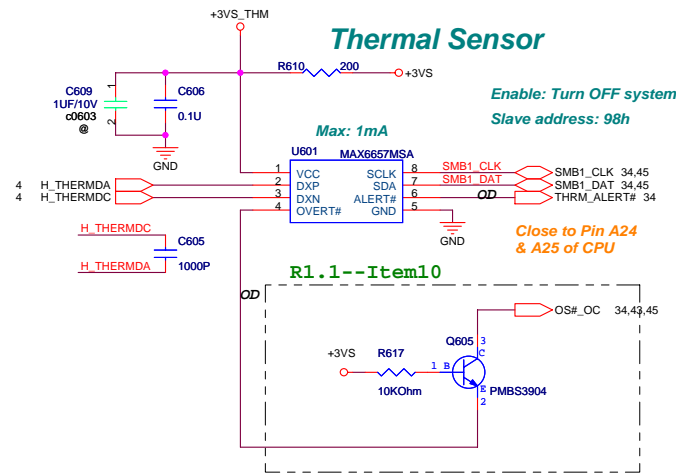 +3VS_THM
Thermal Sensor
R610 200
+3VS
C609
1UF/10V
c0603
@
1
2
C606
0.1U
GND
Enable: Turn OFF system
Slave address: 98h
Max: 1mA
U601 MAX6657MSA
1 VCC SCLK 8 SMB1_CLK SMB1_CLK 34,45
4 H_THERMDA 2 DXP SDA 7 SMB1_DAT SMB1_DAT 34,45
4 H_THERMDC 3 DXN ALERT# 6 OD THRM_ALERT# 34
4 OVERT# GND 5
GND
H_THERMDC
C605
1000P
H_THERMDA
Close to Pin A24
& A25 of CPU
R1.1--Item10
OD
OS#_OC 34,43,45
+3VS
R617
10KOhm
Q605
3
C
1 B
E
2
PMBS3904